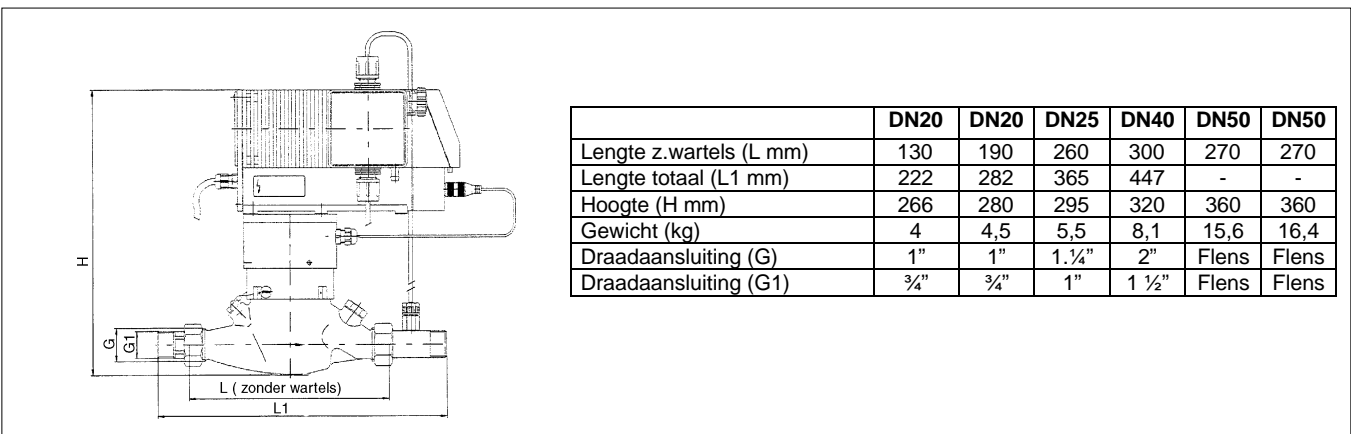 H
G
G1
L ( zonder wartels)
L1
DN20 DN20 DN25 DN40 DN50 DN50
Lengte z.wartels (L mm) 130 190 260 300 270 270
Lengte totaal (L1 mm) 222 282 365 447 - -
Hoogte (H mm) 266 280 295 320 360 360
Gewicht (kg) 4 4,5 5,5 8,1 15,6 16,4
Draadaansluiting (G) 1” 1” 1.¼” 2” Flens Flens
Draadaansluiting (G1) ¾” ¾” 1” 1 ½” Flens Flens